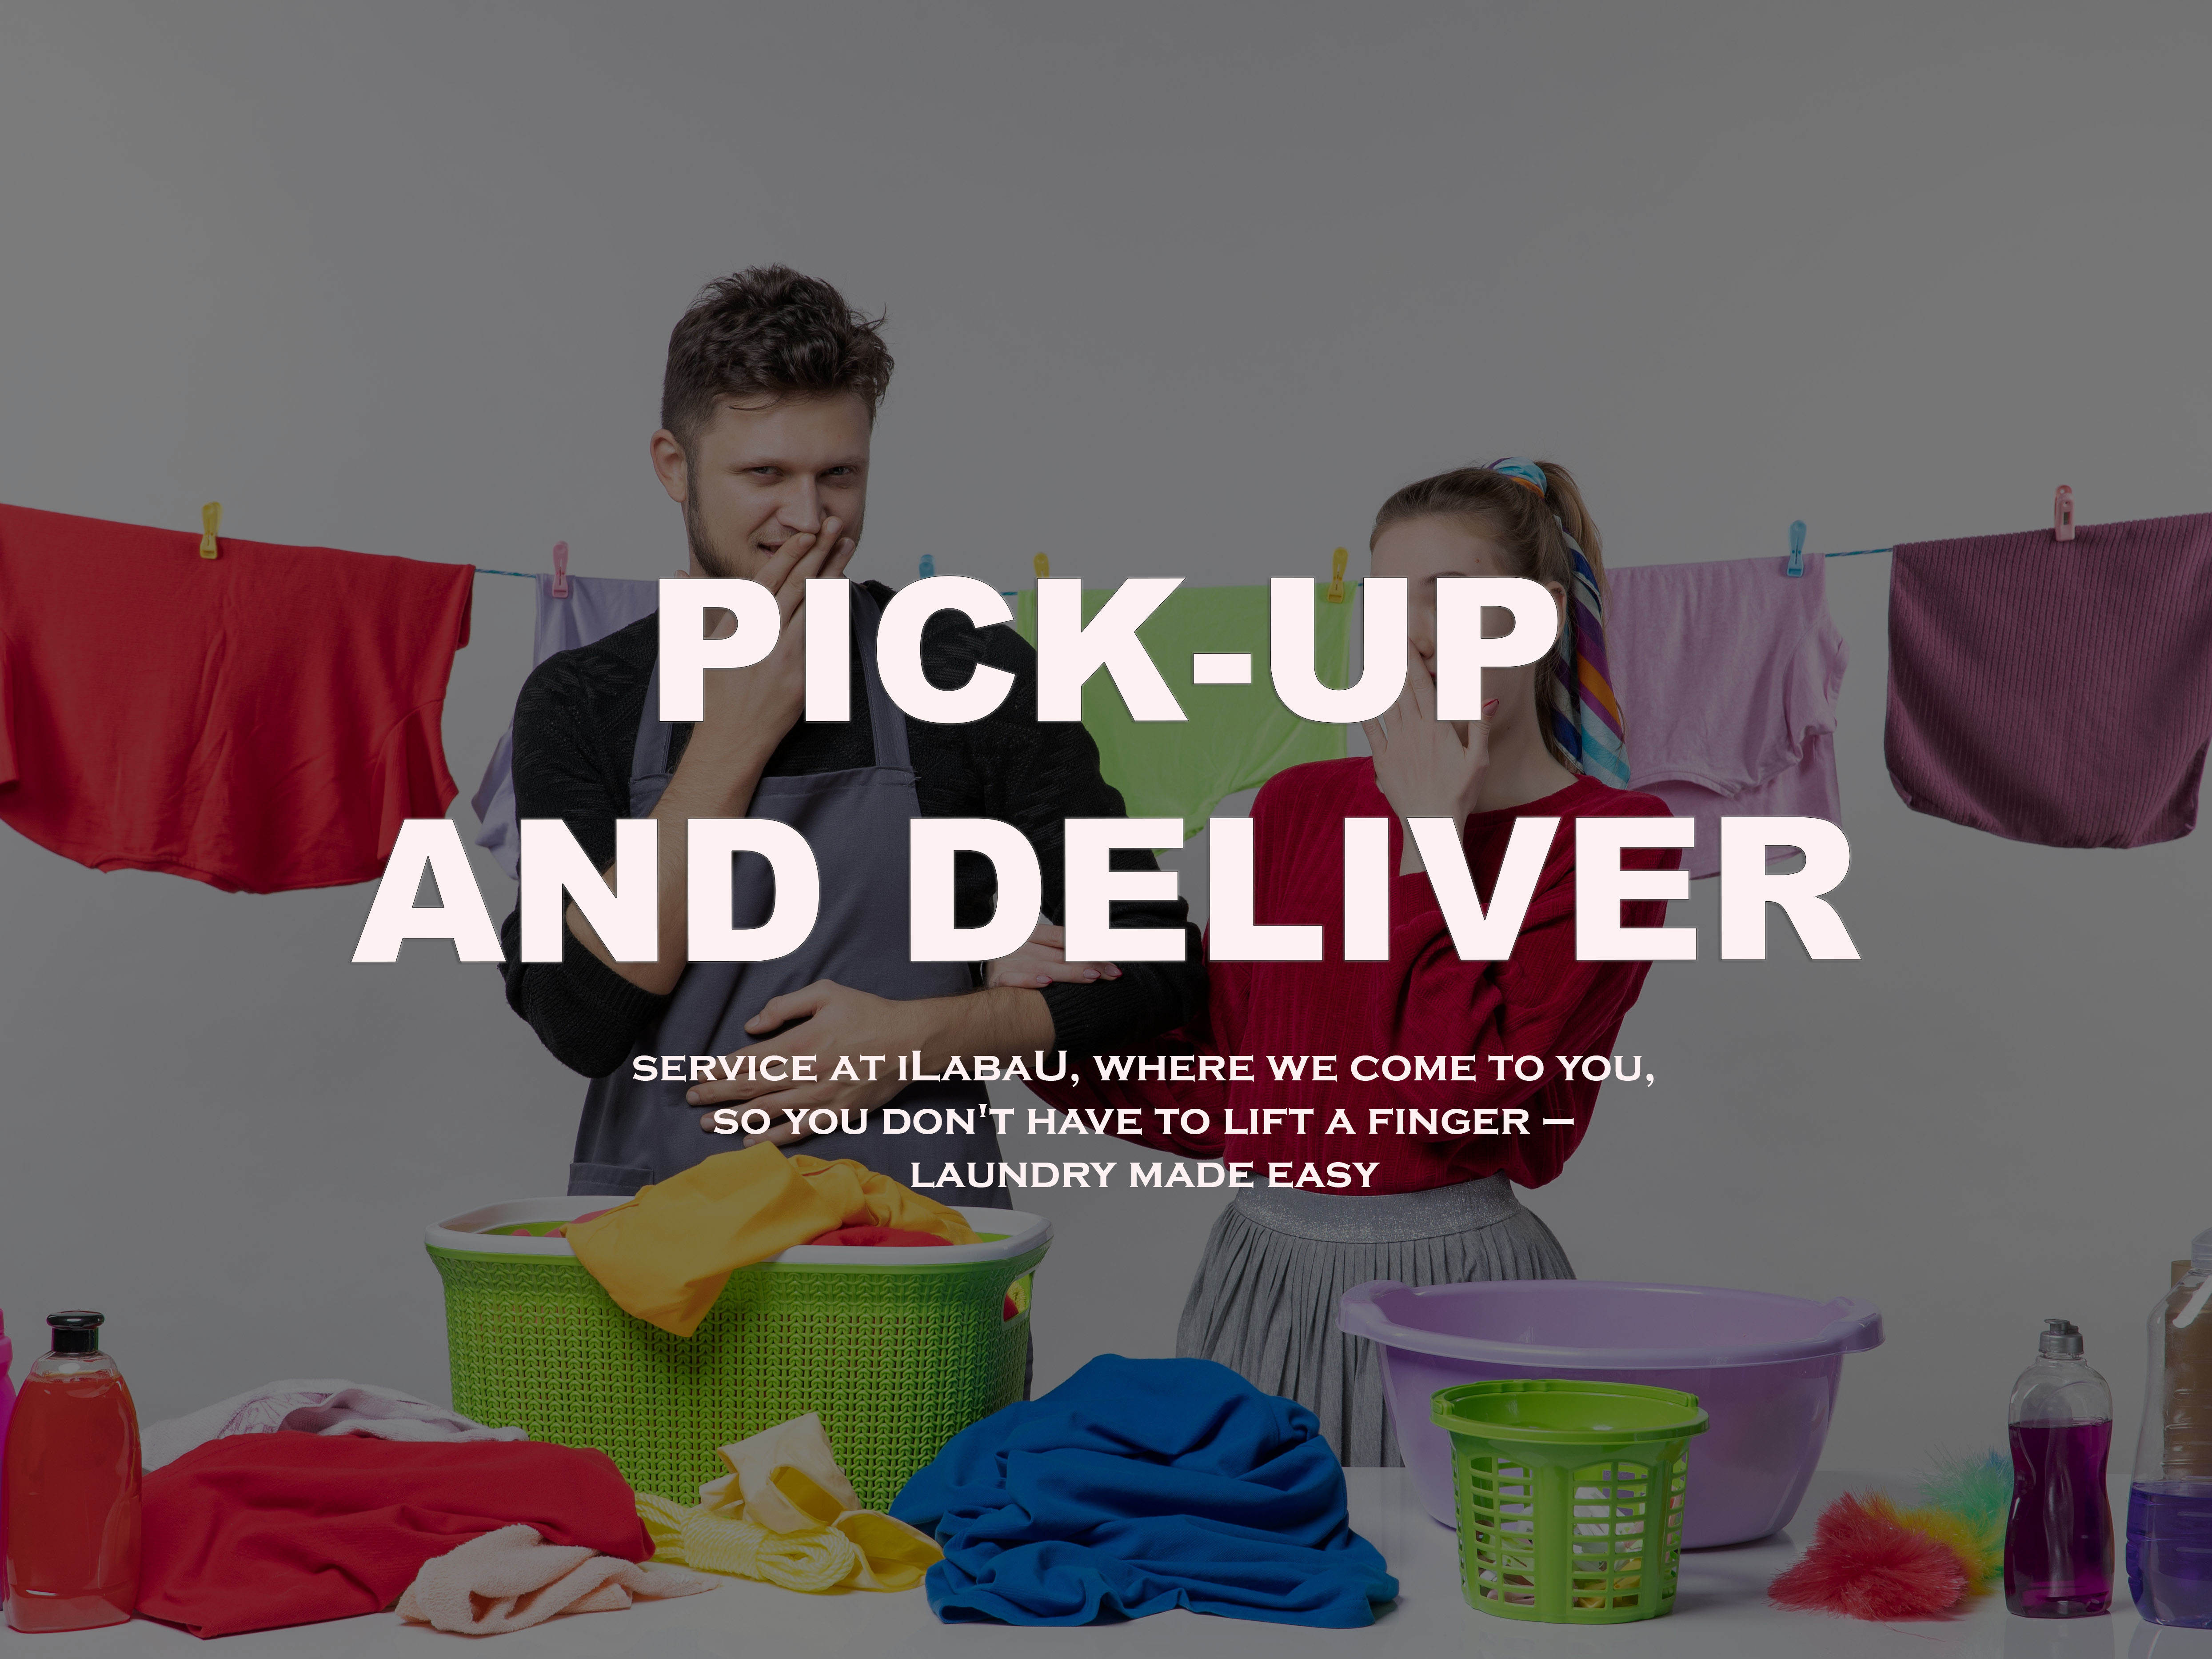 PICK-UP
AND DELIVER
SERVICE AT iLABAU, WHERE WE COME TO YOU,
SO YOU DON'T HAVE TO LIFT A FINGER –
LAUNDRY MADE EASY